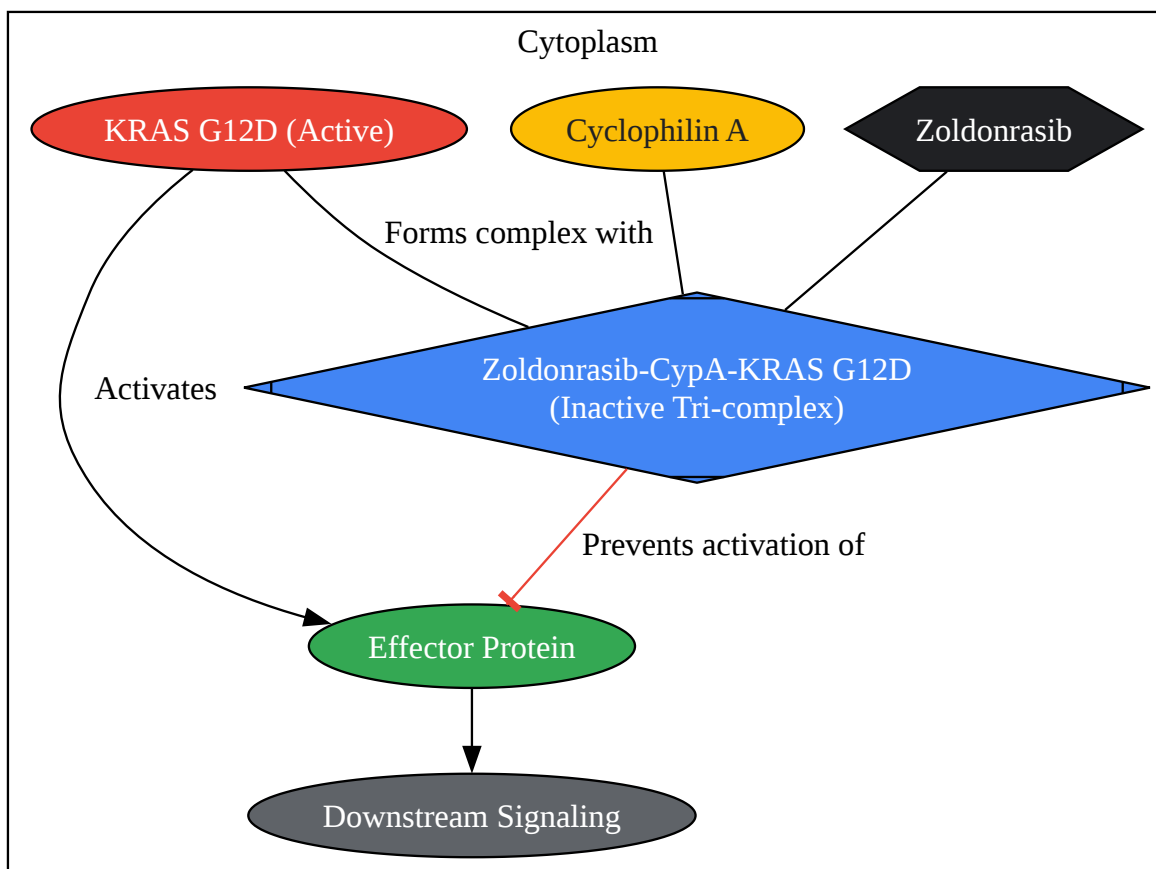 Cytoplasm
KRAS G12D (Active)
Cyclophilin A
Zoldonrasib
Forms complex with
Zoldonrasib-CypA-KRAS G12D
(Inactive Tri-complex)
Activates
Prevents activation of
Effector Protein
Downstream Signaling